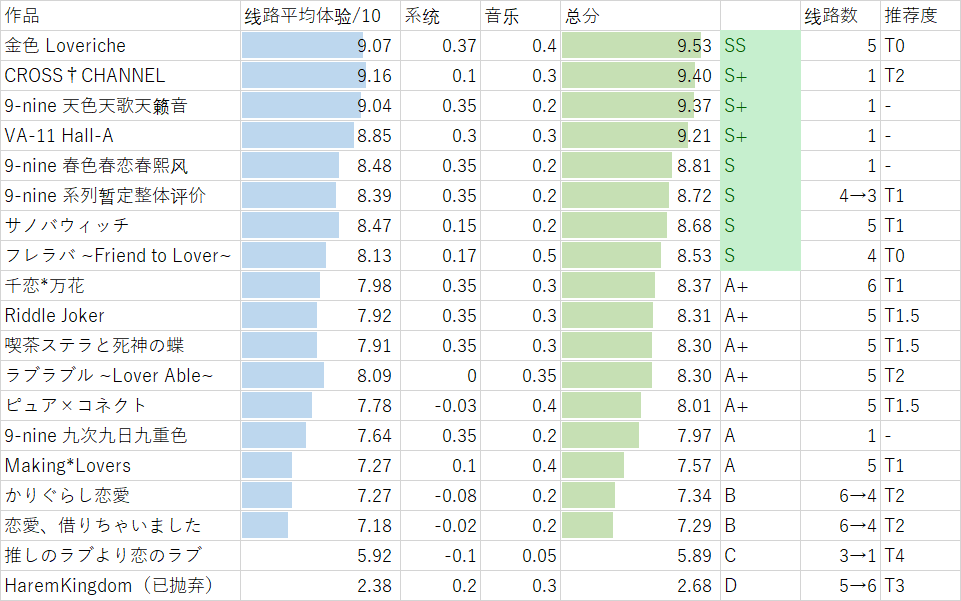 作品 线路平均体验/10 系统 音乐 总分 线路数 推荐度
金色 Loveriche 9.07 0.37 0.4 9.53 SS 5 T0
CROSS†CHANNEL 9.16 0.1 0.3 9.40 S+ 1 T2
9-nine 天色天歌天籁音 9.04 0.35 0.2 9.37 S+ 1 -
VA-11 Hall-A 8.85 0.3 0.3 9.21 S+ 1 -
9-nine 春色春恋春熙风 8.48 0.35 0.2 8.81 S 1 -
9-nine 系列暂定整体评价 8.39 0.35 0.2 8.72 S 4→3 T1
サノバウィッチ 8.47 0.15 0.2 8.68 S 5 T1
フレラバ ~Friend to Lover~ 8.13 0.17 0.5 8.53 S 4 T0
千恋*万花 7.98 0.35 0.3 8.37 A+ 6 T1
Riddle Joker 7.92 0.35 0.3 8.31 A+ 5 T1.5
喫茶ステラと死神の蝶 7.91 0.35 0.3 8.30 A+ 5 T1.5
ラブラブル ~Lover Able~ 8.09 0 0.35 8.30 A+ 5 T2
ピュア×コネクト 7.78 -0.03 0.4 8.01 A+ 5 T1.5
9-nine 九次九日九重色 7.64 0.35 0.2 7.97 A 1 -
Making*Lovers 7.27 0.1 0.4 7.57 A 5 T1
かりぐらし恋愛 7.27 -0.08 0.2 7.34 B 6→4 T2
恋愛、借りちゃいました 7.18 -0.02 0.2 7.29 B 6→4 T2
推しのラブより恋のラブ 5.92 -0.1 0.05 5.89 C 3→1 T4
HaremKingdom（已抛弃） 2.38 0.2 0.3 2.68 D 5→6 T3